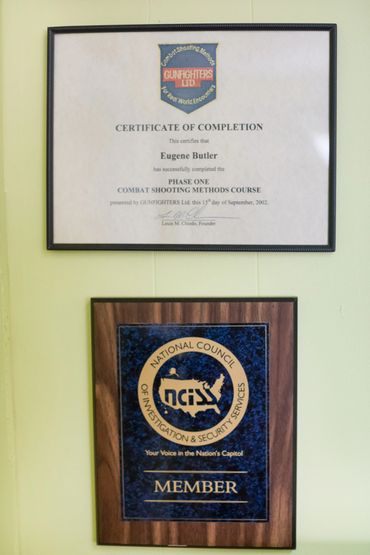 Combat Shooting Methods
GUNFIGHTERS
LTD
For Real World Encounters
CERTIFICATE OF COMPLETION
This certifies that
Eugene Butler
has successfully completed the
PHASE ONE
COMBAT SHOOTING METHODS COURSE
presented by GUNFIGHTERS Ltd. this 15th day of September, 2002.
Louis M. Chiodo, Founder
NATIONAL COUNCIL
OF INVESTIGATION & SECURITY SERVICES
nciss
Your Voice in the Nation's Capitol
MEMBER